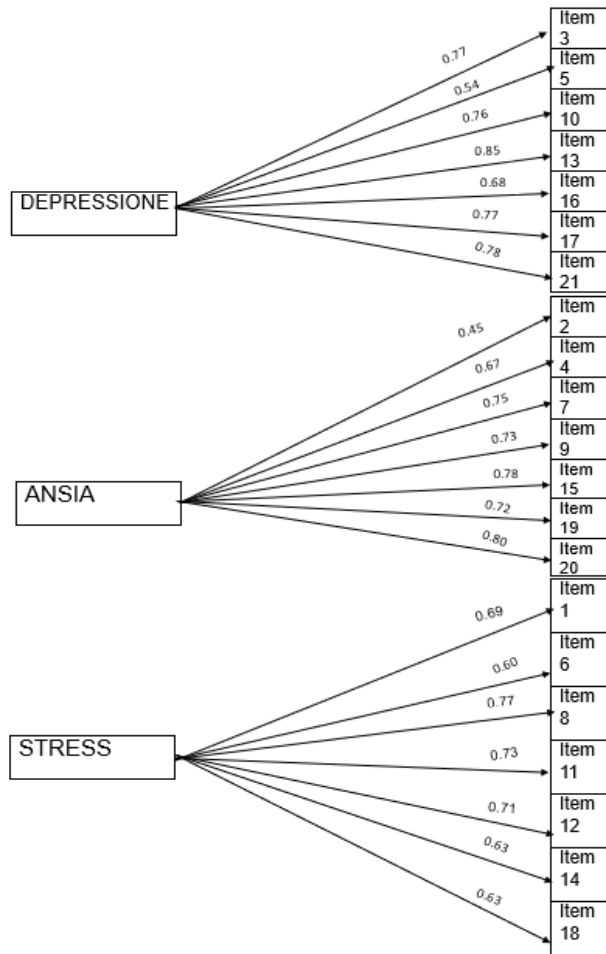 Item
3
0.77
Item
5
0.54
Item
10
0.76
Item
13
0.85
DEPRESSIONE
Item
16
0.68
Item
17
0.77
Item
21
0.78
Item
2
0.45
Item
4
0.67
Item
7
0.75
Item
9
0.73
ANSIA
Item
15
0.78
Item
19
0.72
Item
20
0.80
Item
1
0.69
Item
6
0.60
Item
8
0.77
STRESS
Item
11
0.73
Item
12
0.71
Item
14
0.63
Item
18
0.63